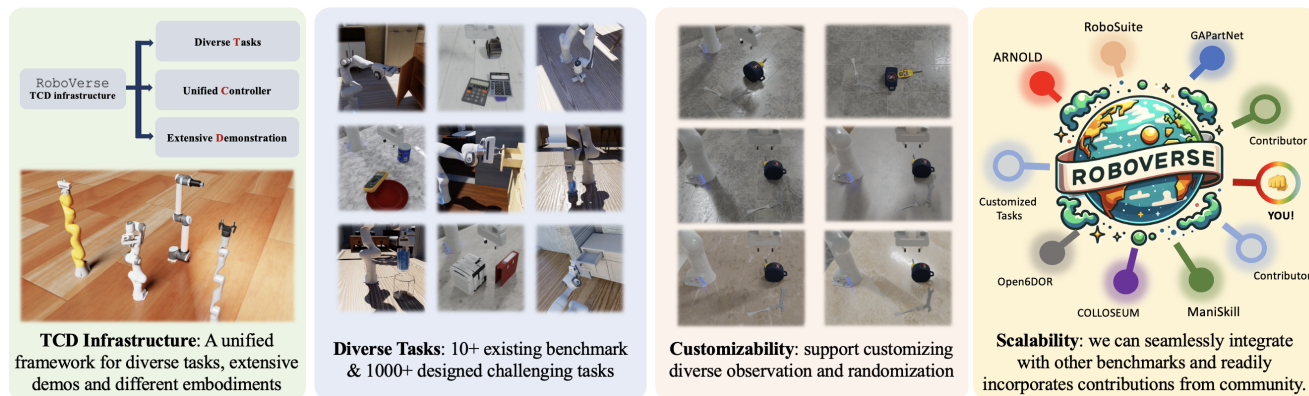 RoboVerse
TCD infrastructure
Diverse Tasks
Unified Controller
Extensive Demonstration
TCD Infrastructure: A unified
framework for diverse tasks, extensive
demos and different embodiments
Diverse Tasks: 10+ existing benchmark
& 1000+ designed challenging tasks
Customizability: support customizing
diverse observation and randomization
RoboSuite
GAPartNet
ARNOLD
Contributor
ROBOVERSE
Customized
Tasks
YOU!
Open6DOR
Contributor
COLLOSEUM
ManiSkill
Scalability: we can seamlessly integrate
with other benchmarks and readily
incorporates contributions from community.